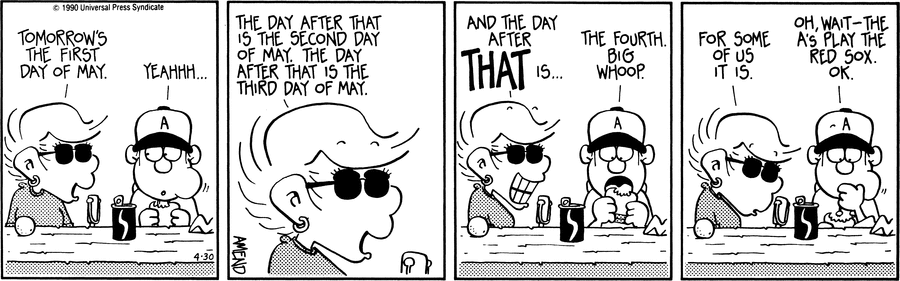 © 1990 Universal Press Syndicate
TOMORROW'S
THE FIRST
DAY OF MAY.
YEAHHH...
A
4-30
THE DAY AFTER THAT
IS THE SECOND DAY
OF MAY. THE DAY
AFTER THAT IS THE
THIRD DAY OF MAY.
AMEND
AND THE DAY
AFTER
THAT IS...
THE FOURTH.
BIG
WHOOP.
A
FOR SOME
OF US
IT IS.
OH, WAIT-THE
A'S PLAY THE
RED SOX.
OK.
A